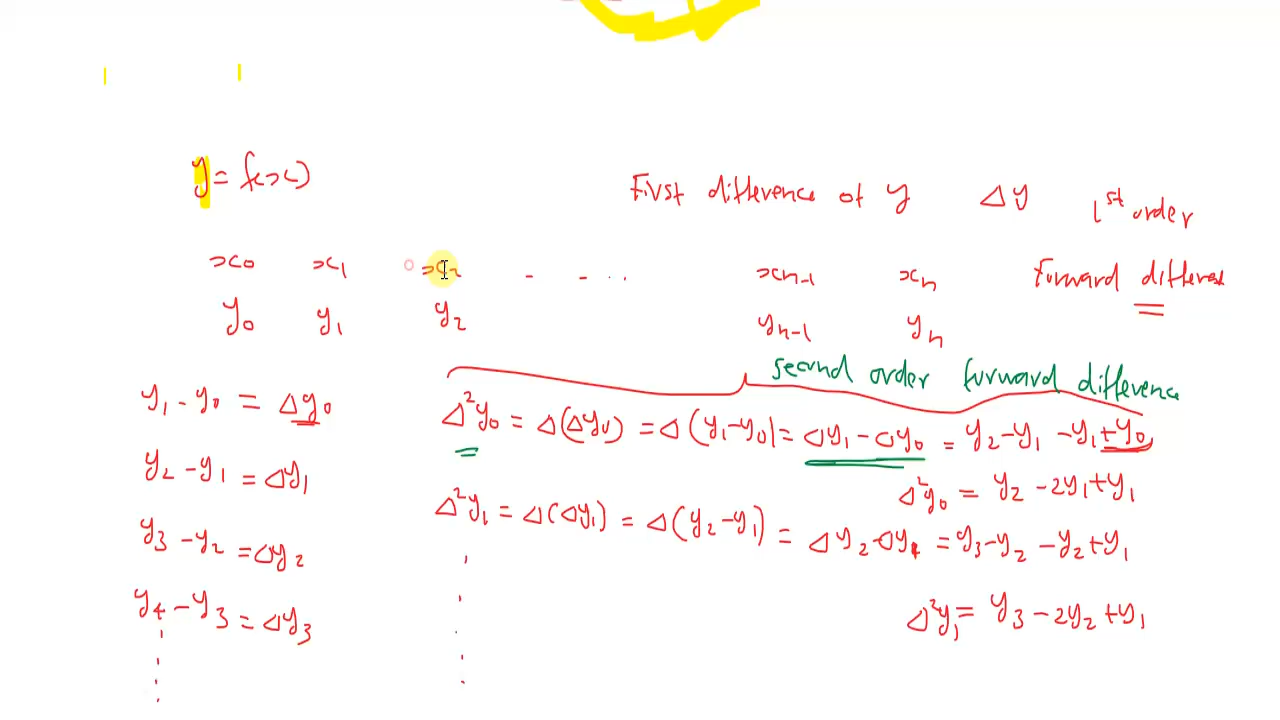 y = f(x)
First difference of y Δy 1st order
x0 x1 x2 - - .. xn-1 xn Forward differenc
y0 y1 y2 yn-1 yn
second order forward difference
y1 - y0 = Δy0
Δ²y0 = Δ(Δy0) = Δ(y1-y0) = Δy1 - Δy0 = y2-y1 -y1+y0
y2 - y1 = Δy1
Δ²y0 = y2 - 2y1 + y1
Δ²y1 = Δ(Δy1) = Δ(y2-y1) = Δy2 - Δy1 = y3-y2 -y2+y1
y3 - y2 = Δy2
y4 - y3 = Δy3
Δ²y1 = y3 - 2y2 + y1